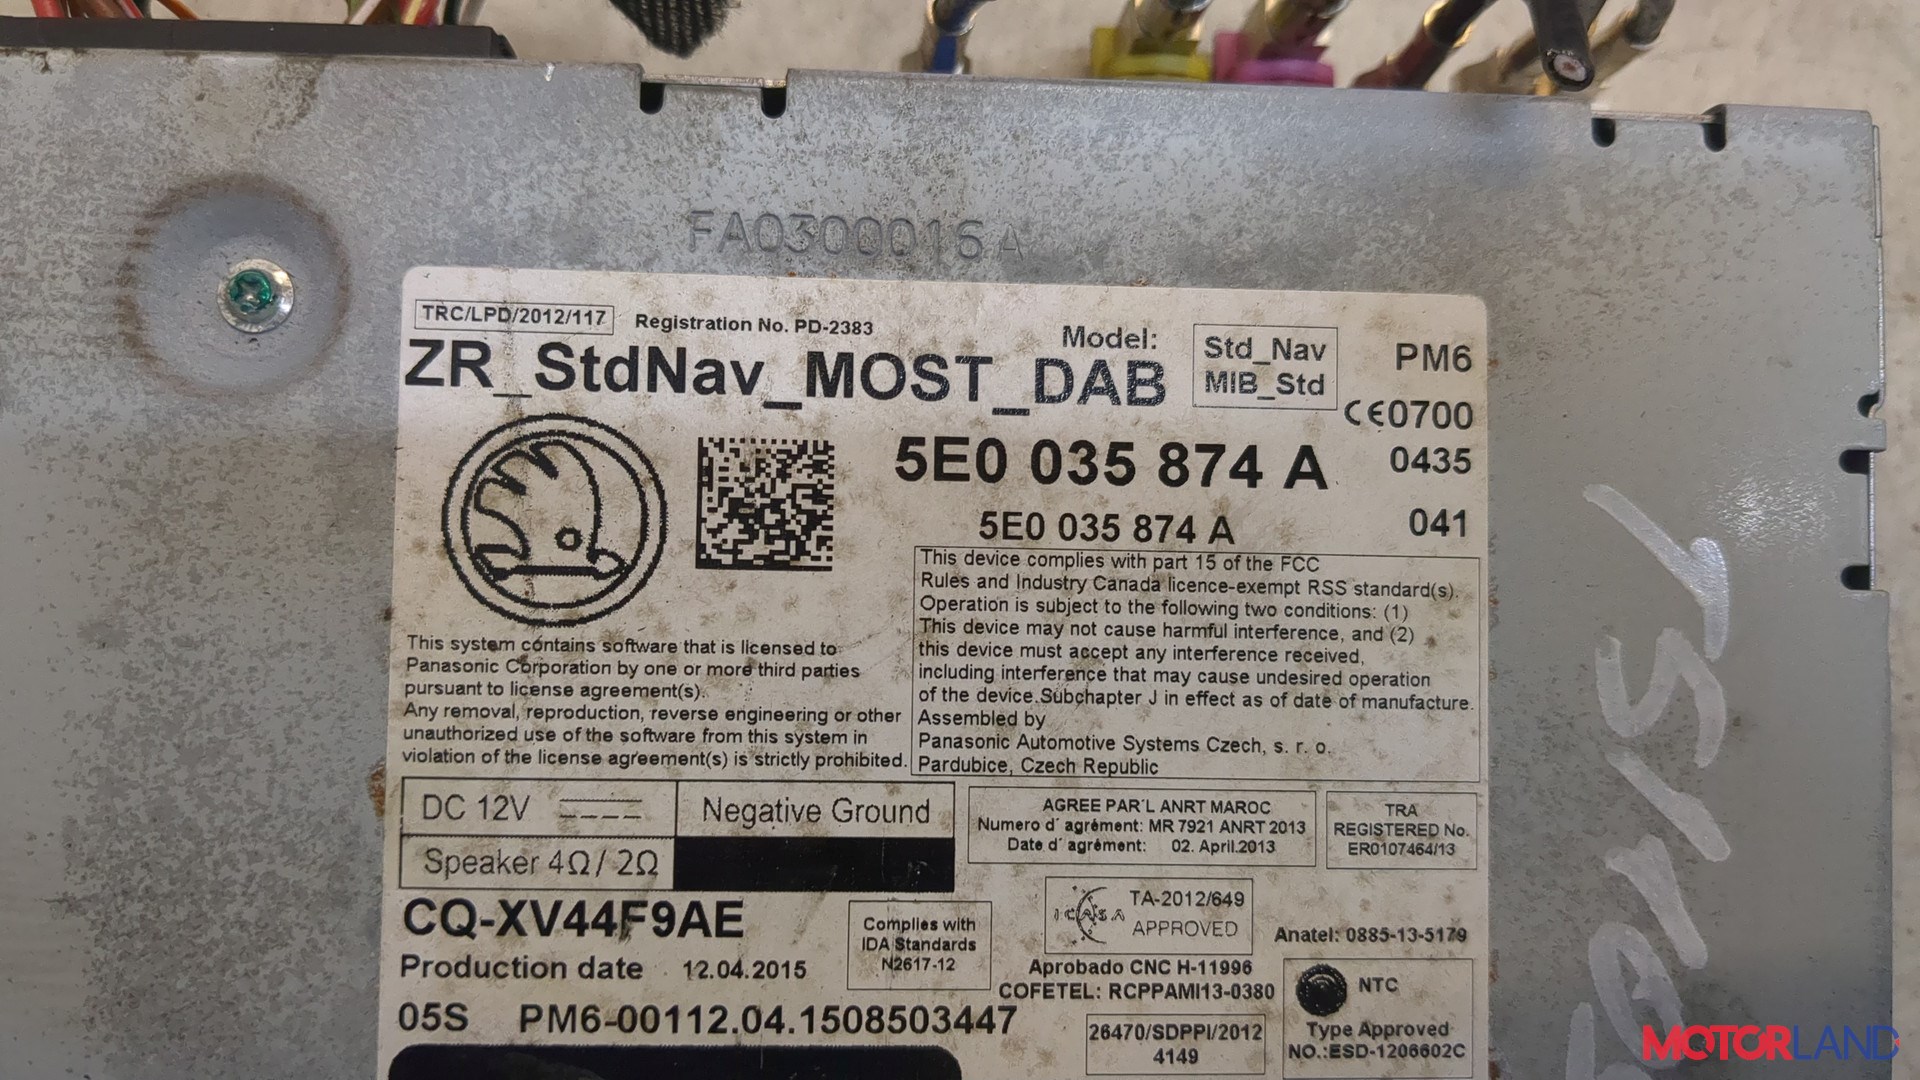 FA0300016A
TRC/LPD/2012/117
Registration No. PD-2383
ZR_StdNav_MOST_DAB
Model:
Std_Nav
MIB_Std
PM6
CE0700
5E0 035 874 A
0435
5E0 035 874 A
041
This system contains software that is licensed to
Panasonic Corporation by one or more third parties
pursuant to license agreement(s).
Any removal, reproduction, reverse engineering or other
unauthorized use of the software from this system in
violation of the license agreement(s) is strictly prohibited.
This device complies with part 15 of the FCC
Rules and Industry Canada licence-exempt RSS standard(s).
Operation is subject to the following two conditions: (1)
This device may not cause harmful interference, and (2)
this device must accept any interference received,
including interference that may cause undesired operation
of the device.Subchapter J in effect as of date of manufacture.
Assembled by
Panasonic Automotive Systems Czech, s. r. o.
Pardubice, Czech Republic
DC 12V
Negative Ground
Speaker 4Ω / 2Ω
AGREE PAR´L ANRT MAROC
Numero d´ agrément: MR 7921 ANRT 2013
Date d´ agrément: 02. April.2013
TRA
REGISTERED No.
ER0107464/13
CQ-XV44F9AE
Complies with
IDA Standards
N2617-12
ICASA
TA-2012/649
APPROVED
Anatel: 0885-13-5179
Production date 12.04.2015
Aprobado CNC H-11996
COFETEL: RCPPAMI13-0380
NTC
Type Approved
NO.:ESD-1206602C
05S PM6-00112.04.1508503447
26470/SDPPI/2012
4149
MOTORLAND